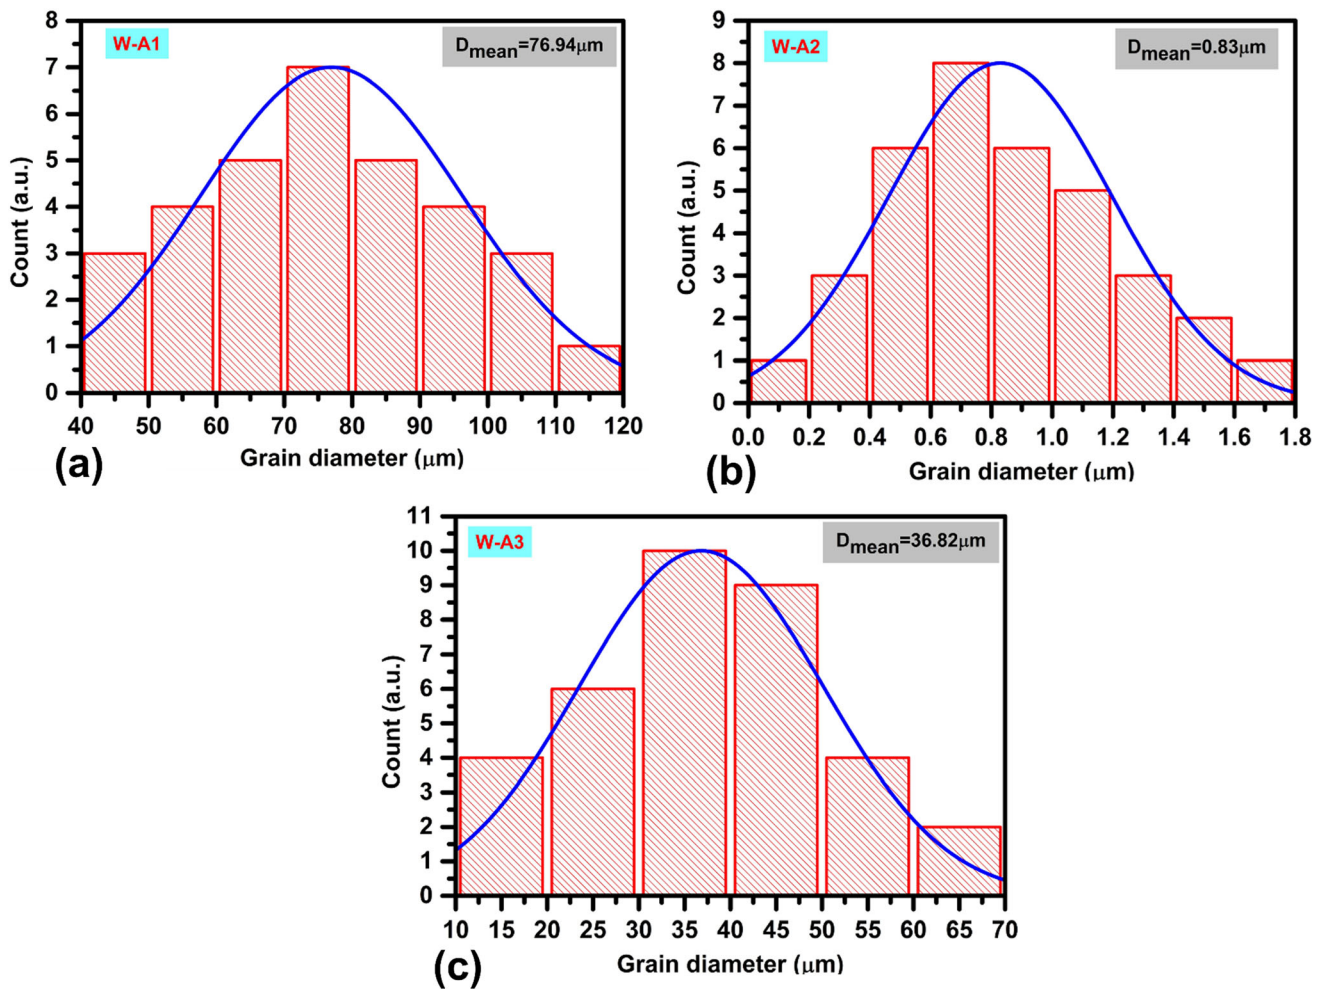 W-A1
Dmean=76.94μm
Count (a.u.)
8
7
6
5
4
3
2
1
0
40 50 60 70 80 90 100 110 120
Grain diameter (μm)
(a)
W-A2
Dmean=0.83μm
Count (a.u.)
9
8
7
6
5
4
3
2
1
0
0.0 0.2 0.4 0.6 0.8 1.0 1.2 1.4 1.6 1.8
Grain diameter (μm)
(b)
W-A3
Dmean=36.82μm
Count (a.u.)
11
10
9
8
7
6
5
4
3
2
1
0
10 15 20 25 30 35 40 45 50 55 60 65 70
Grain diameter (μm)
(c)